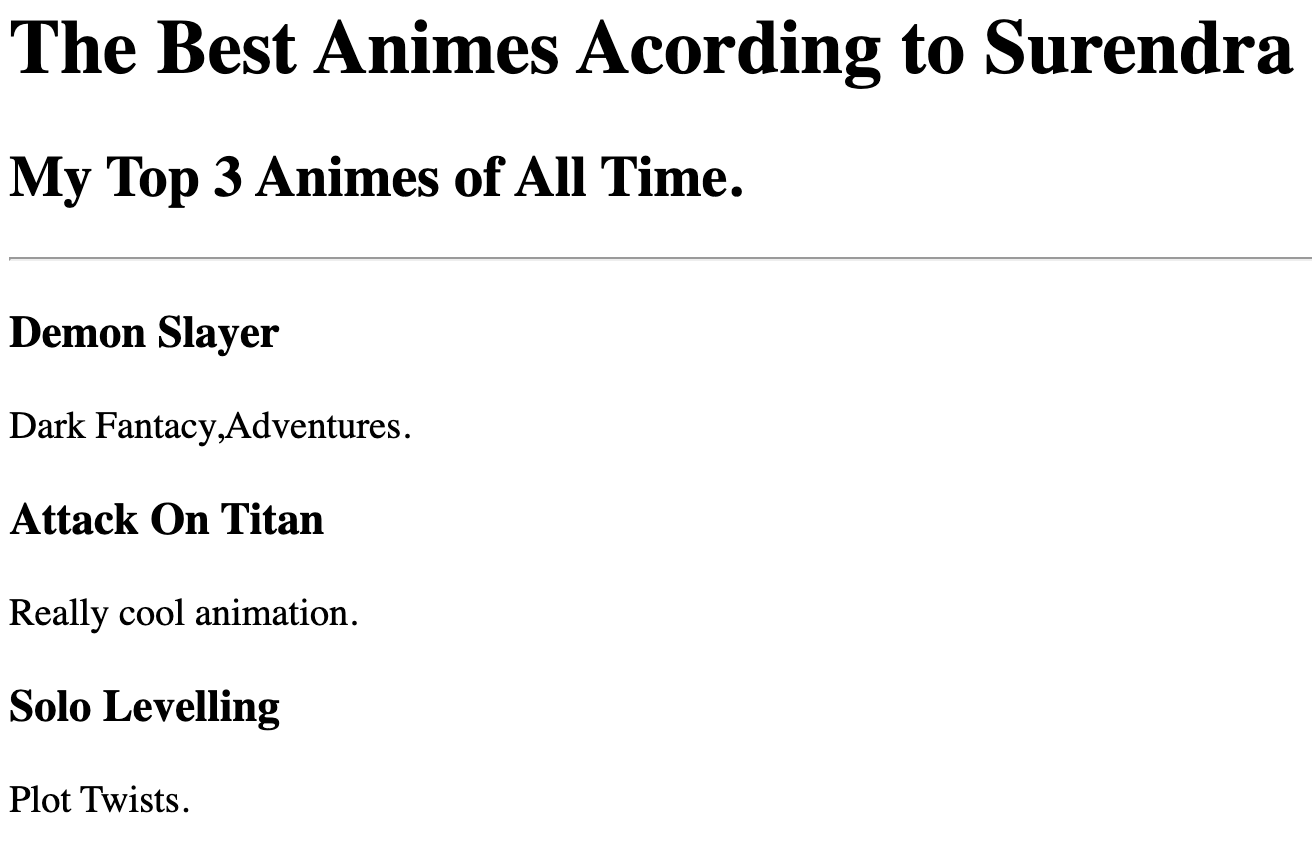 The Best Animes Acording to Surendra
My Top 3 Animes of All Time.
Demon Slayer
Dark Fantacy,Adventures.
Attack On Titan
Really cool animation.
Solo Levelling
Plot Twists.